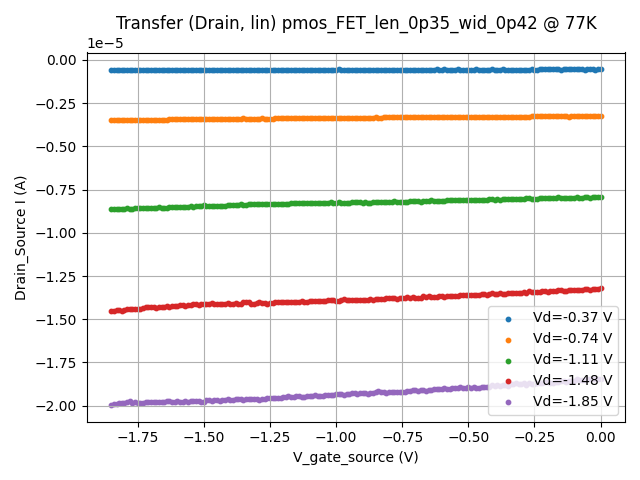 Transfer (Drain, lin) pmos_FET_len_0p35_wid_0p42 @ 77K
1e−5
0.00
−0.25
−0.50
−0.75
−1.00
−1.25
−1.50
−1.75
−2.00
Drain_Source I (A)
Vd=-0.37 V
Vd=-0.74 V
Vd=-1.11 V
Vd=-1.48 V
Vd=-1.85 V
−1.75 −1.50 −1.25 −1.00 −0.75 −0.50 −0.25 0.00
V_gate_source (V)